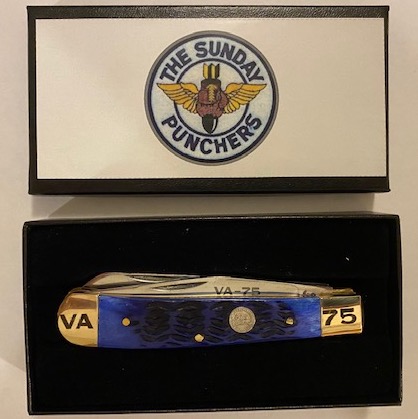 THE SUNDAY
PUNCHERS
VA-75
VA
75